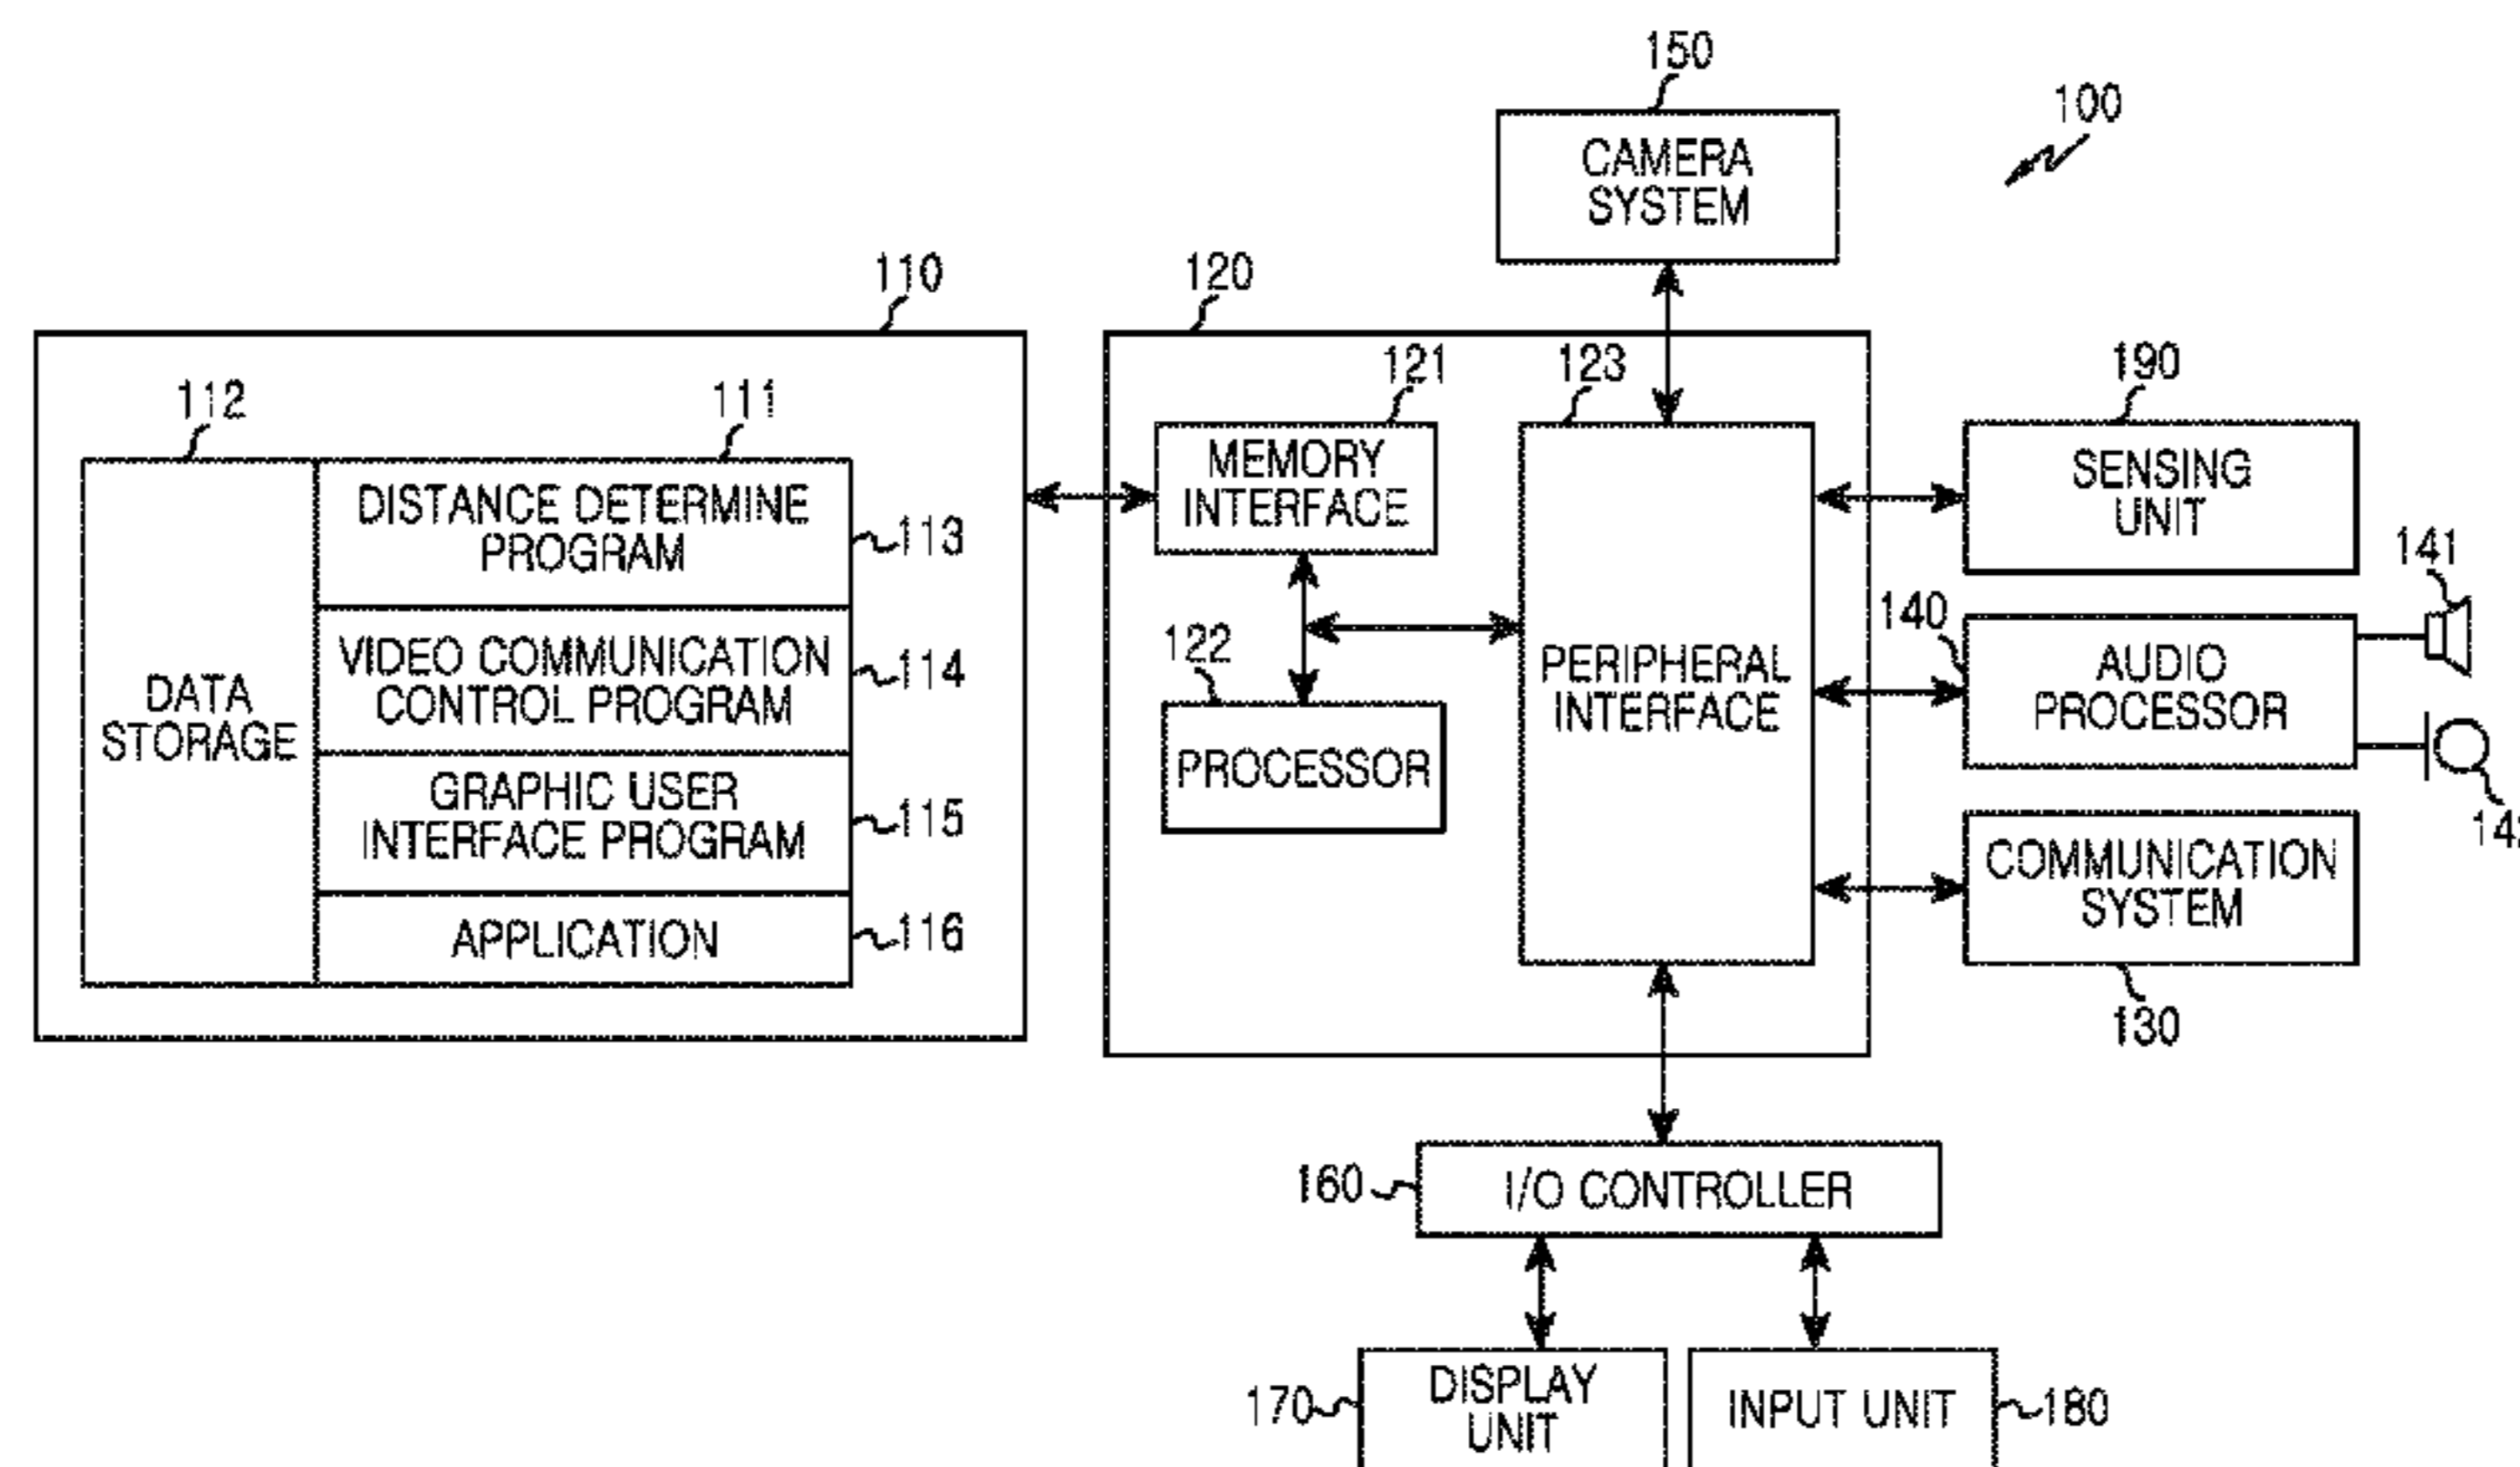 150
100
CAMERA
SYSTEM
110
120
112
111
121
123
190
DATA
STORAGE
DISTANCE DETERMINE
PROGRAM
113
VIDEO COMMUNICATION
CONTROL PROGRAM
114
GRAPHIC USER
INTERFACE PROGRAM
115
APPLICATION
116
MEMORY
INTERFACE
122
PROCESSOR
PERIPHERAL
INTERFACE
SENSING
UNIT
140
141
AUDIO
PROCESSOR
COMMUNICATION
SYSTEM
130
160
I/O CONTROLLER
170
DISPLAY
UNIT
INPUT UNIT
180